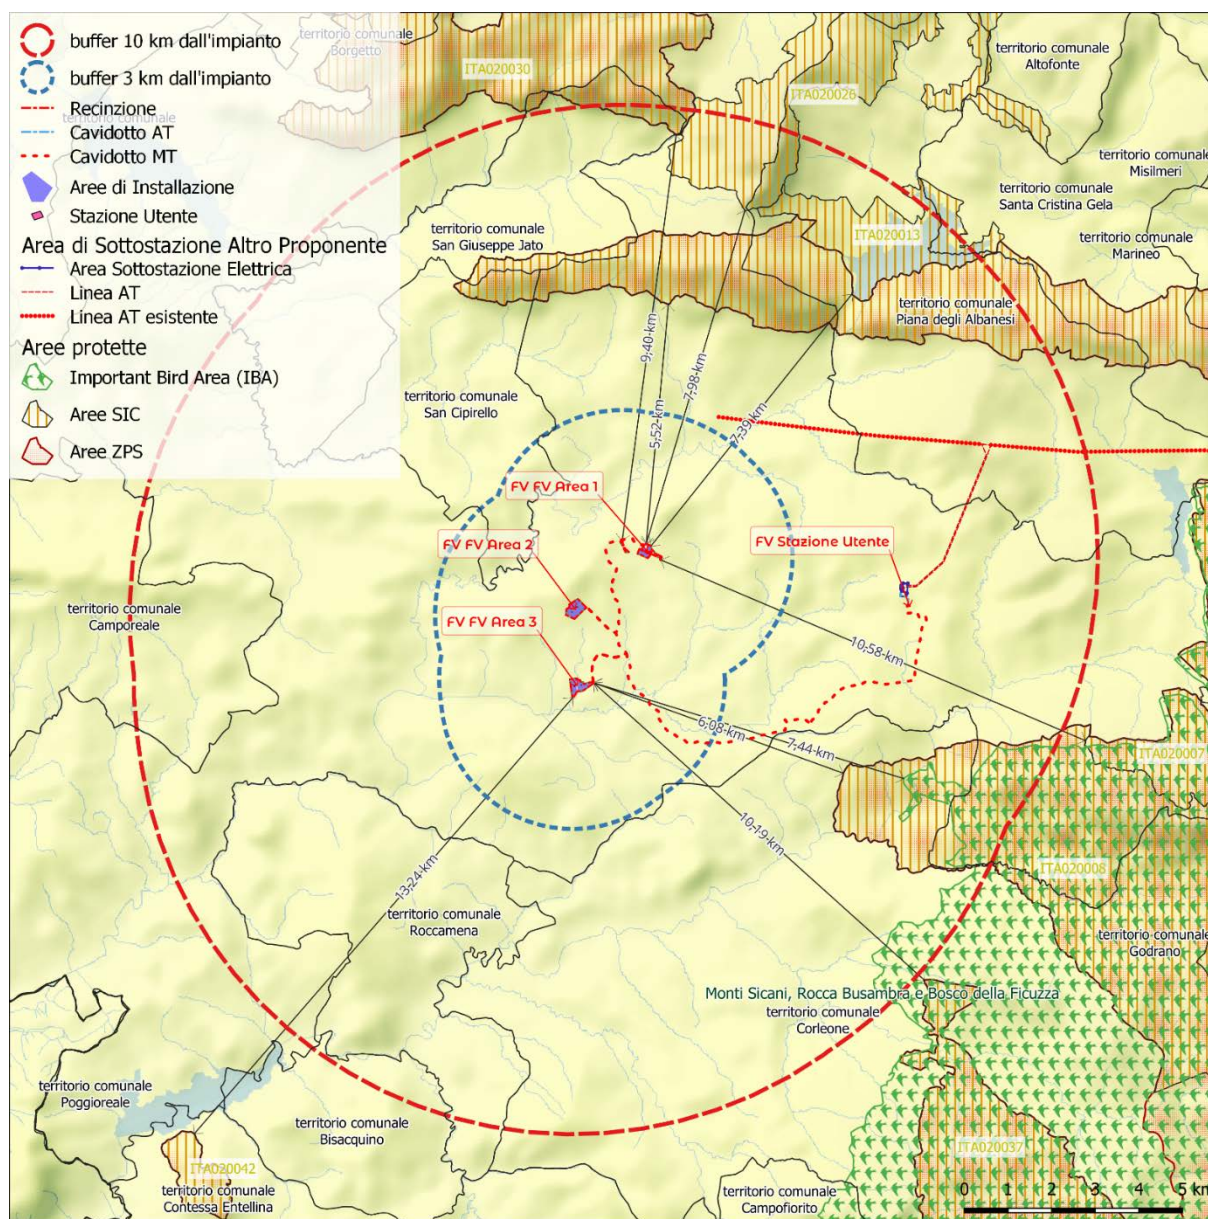 buffer 10 km dall'impianto
buffer 3 km dall'impianto
Recinzione
Cavidotto AT
Cavidotto MT
Aree di Installazione
Stazione Utente
Area di Sottostazione Altro Proponente
Area Sottostazione Elettrica
Linea AT
Linea AT esistente
Aree protette
Important Bird Area (IBA)
Aree SIC
Aree ZPS
territorio comunale
Borgetto
territorio comunale
ITA020030
ITA020026
territorio comunale
Altofonte
territorio comunale
Misilmeri
territorio comunale
Santa Cristina Gela
territorio comunale
San Giuseppe Jato
ITA020013
territorio comunale
Marineo
territorio comunale
Piana degli Albanesi
9,40 km
7,98 km
5,52 km
7,39 km
territorio comunale
San Cipirello
FV FV Area 1
FV FV Area 2
FV Stazione Utente
FV FV Area 3
territorio comunale
Camporeale
10,58 km
6,08 km
7,44 km
ITA020007
10,19 km
13,24 km
ITA020008
territorio comunale
Roccamena
territorio comunale
Godrano
Monti Sicani, Rocca Busambra e Bosco della Ficuzza
territorio comunale
Corleone
territorio comunale
Poggioreale
territorio comunale
Bisacquino
ITA020037
ITA020042
territorio comunale
Contessa Entellina
territorio comunale
Campofiorito
0 1 2 3 4 5 km